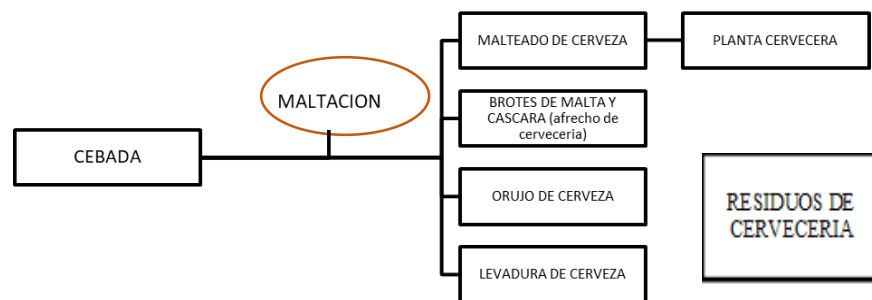 MALTEADO DE CERVEZA
PLANTA CERVECERA
MALTACION
BROTES DE MALTA Y
CASCARA (afrecho de
cerveceria)
CEBADA
ORUJO DE CERVEZA
RESIDUOS DE
CERVECERIA
LEVADURA DE CERVEZA